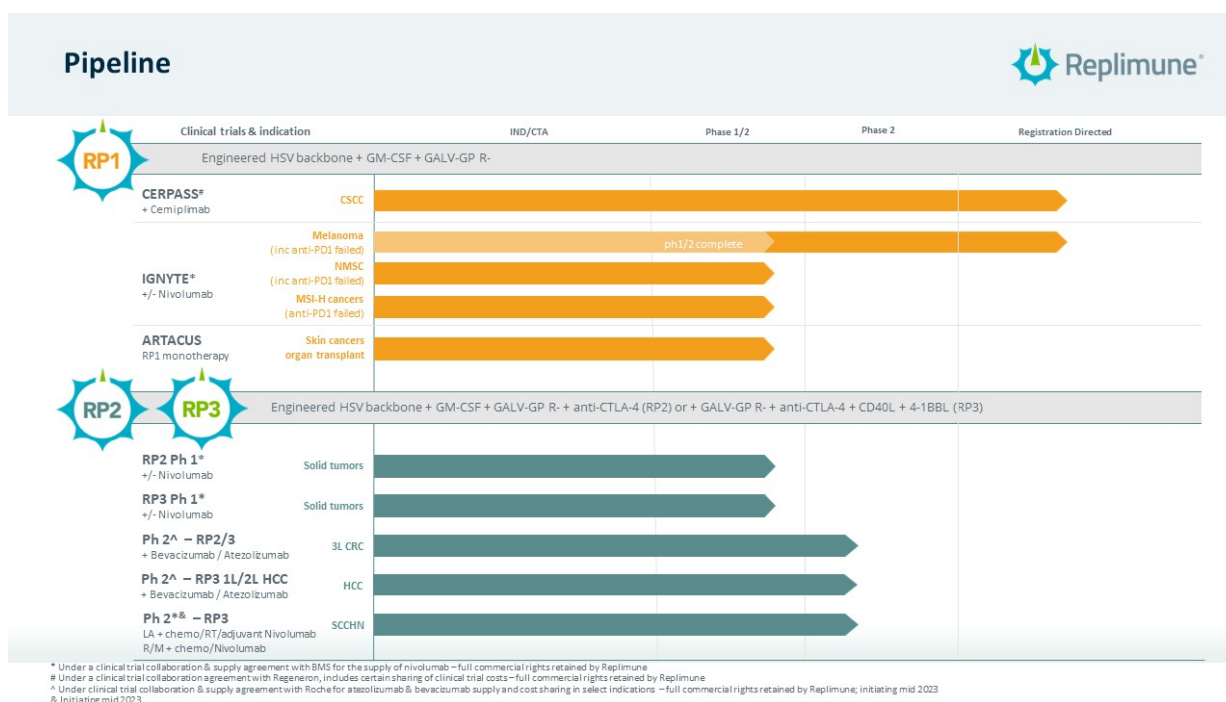 Pipeline
Replimune®
Clinical trials & indication IND/CTA Phase 1/2 Phase 2 Registration Directed
RP1
Engineered HSV backbone + GM-CSF + GALV-GP R-
CERPASS#
+ Cemiplimab
CSCC
Melanoma
(inc anti-PD1 failed)
ph1/2 complete
IGNYTE*
+/- Nivolumab
NMSC
(inc anti-PD1 failed)
MSI-H cancers
(anti-PD1 failed)
ARTACUS
RP1 monotherapy
Skin cancers
organ transplant
RP2
RP3
Engineered HSV backbone + GM-CSF + GALV-GP R- + anti-CTLA-4 (RP2) or + GALV-GP R- + anti-CTLA-4 + CD40L + 4-1BBL (RP3)
RP2 Ph 1*
+/- Nivolumab
Solid tumors
RP3 Ph 1*
+/- Nivolumab
Solid tumors
Ph 2^ – RP2/3
+ Bevacizumab / Atezolizumab
3L CRC
Ph 2^ – RP3 1L/2L HCC
+ Bevacizumab / Atezolizumab
HCC
Ph 2*& – RP3
LA + chemo/RT/adjuvant Nivolumab
R/M + chemo/Nivolumab
SCCHN
* Under a clinical trial collaboration & supply agreement with BMS for the supply of nivolumab – full commercial rights retained by Replimune
# Under a clinical trial collaboration agreement with Regeneron, includes certain sharing of clinical trial costs – full commercial rights retained by Replimune
^ Under clinical trial collaboration & supply agreement with Roche for atezolizumab & bevacizumab supply and cost sharing in select indications – full commercial rights retained by Replimune; initiating mid 2023
& Initiating mid 2023